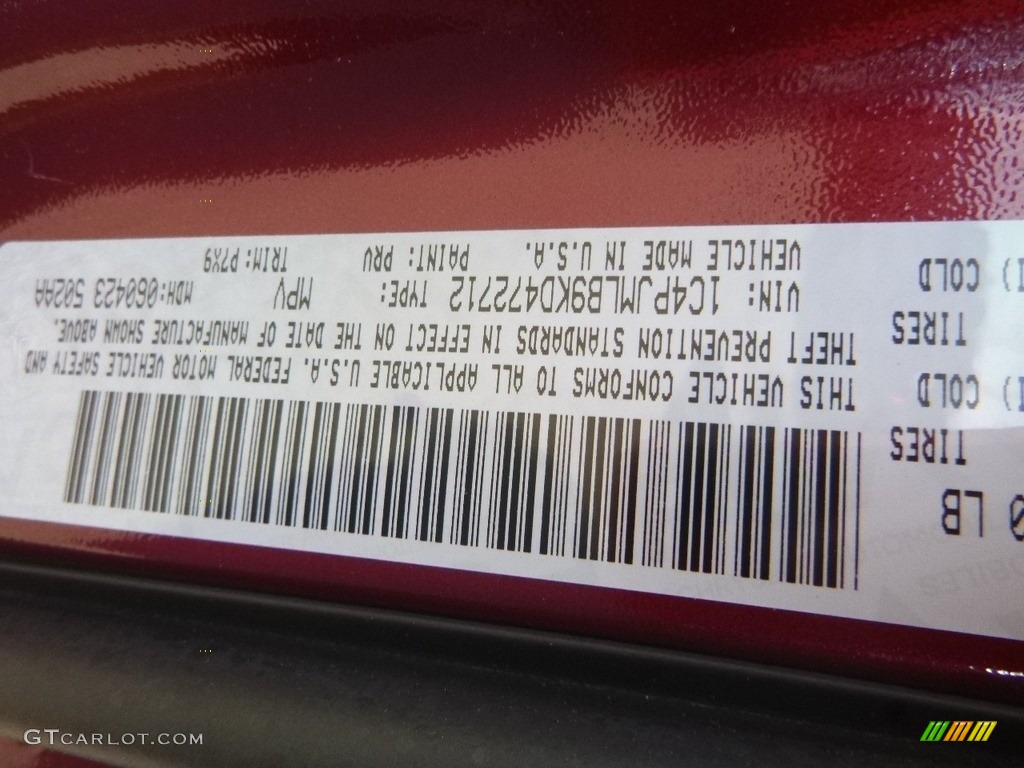 0 LB
TIRES
COLD
TIRES
COLD
THIS VEHICLE CONFORMS TO ALL APPLICABLE U.S.A. FEDERAL MOTOR VEHICLE SAFETY AND
THEFT PREVENTION STANDARDS IN EFFECT ON THE DATE OF MANUFACTURE SHOWN ABOVE.
VIN: 1C4PJMLB9KD472712 TYPE: MPV MDH:060423 502AA
VEHICLE MADE IN U.S.A. PAINT: PRV TRIM:P7X9
GTCARLOT.COM